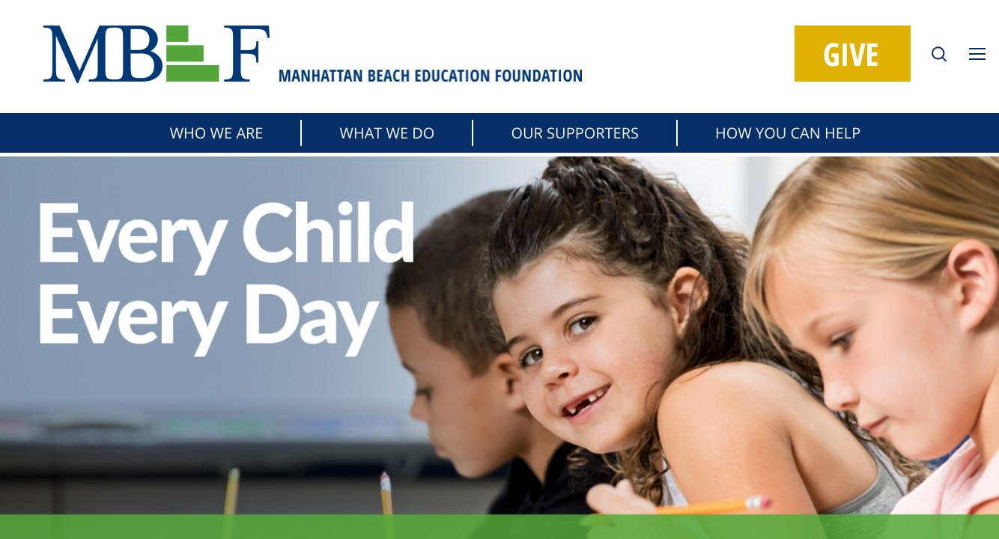 MBEF
MANHATTAN BEACH EDUCATION FOUNDATION
GIVE
WHO WE ARE
WHAT WE DO
OUR SUPPORTERS
HOW YOU CAN HELP
Every Child
Every Day